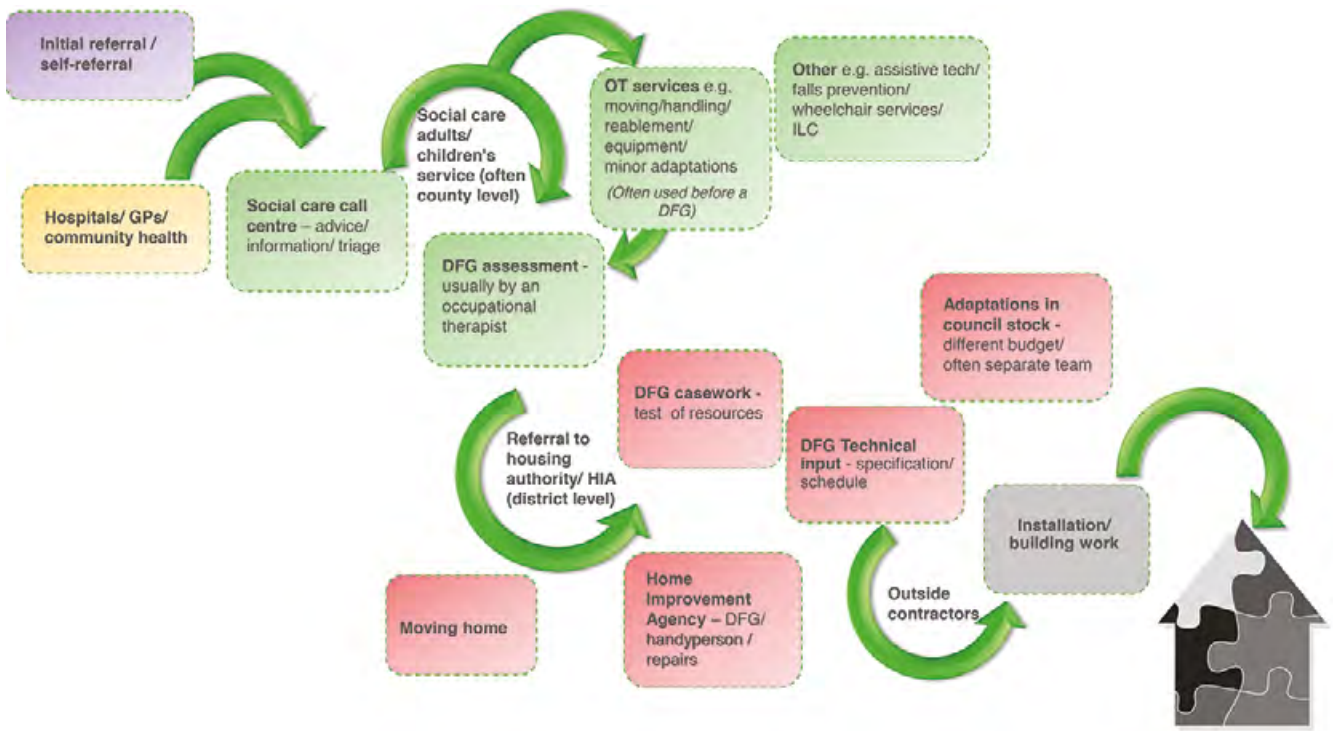 Initial referral /
self-referral
Hospitals/ GPs/
community health
Social care call
centre – advice/
information/ triage
Social care
adults/
children's
service (often
county level)
OT services e.g.
moving/handling/
reablement/
equipment/
minor adaptations
(Often used before a
DFG)
Other e.g. assistive tech/
falls prevention/
wheelchair services/
ILC
DFG assessment -
usually by an
occupational
therapist
Referral to
housing
authority/ HIA
(district level)
Moving home
DFG casework -
test of resources
Home
Improvement
Agency – DFG/
handyperson /
repairs
DFG Technical
input - specification/
schedule
Adaptations in
council stock -
different budget/
often separate team
Outside
contractors
Installation/
building work